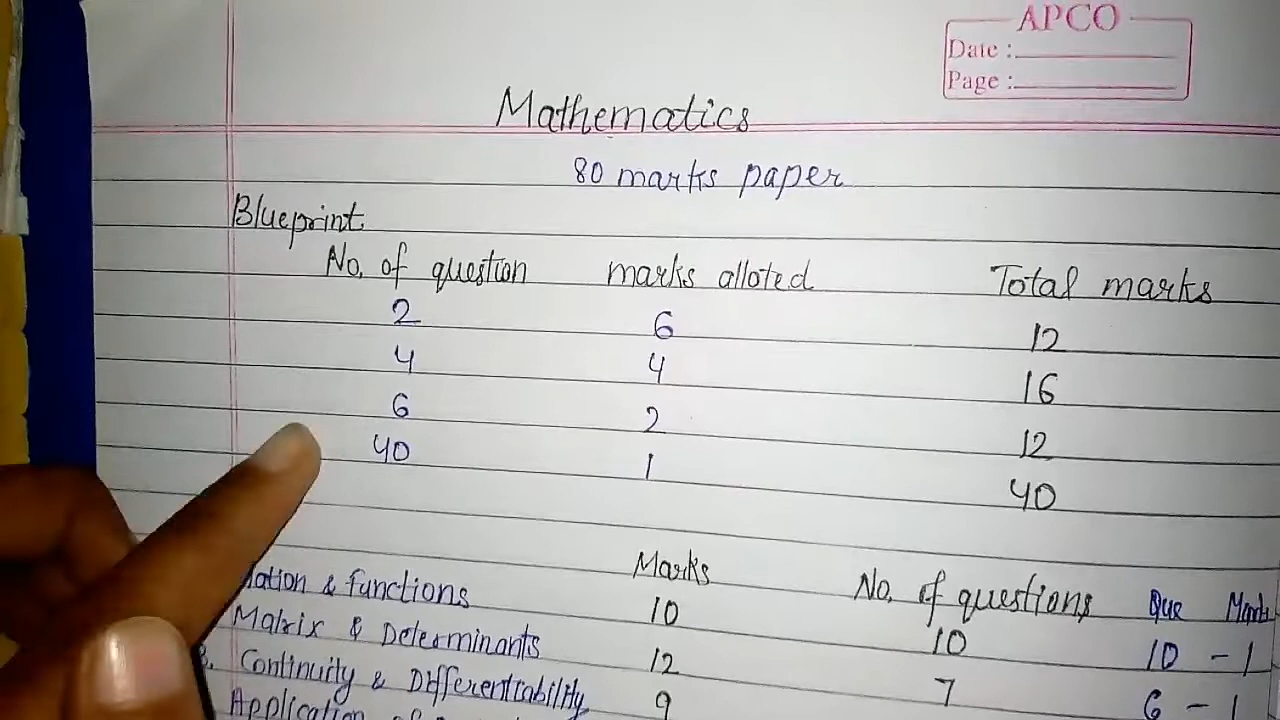 APCO
Date :
Page :
Mathematics
80 marks paper
Blueprint
No. of question marks alloted Total marks
2 6 12
4 4 16
6 2 12
40 1 40
Marks No. of questions Que Marks
lation & functions 10 10 10 - 1
Matrix & Determinants 12 7 6 - 1
3. Continuity & Differentiability 9
Application